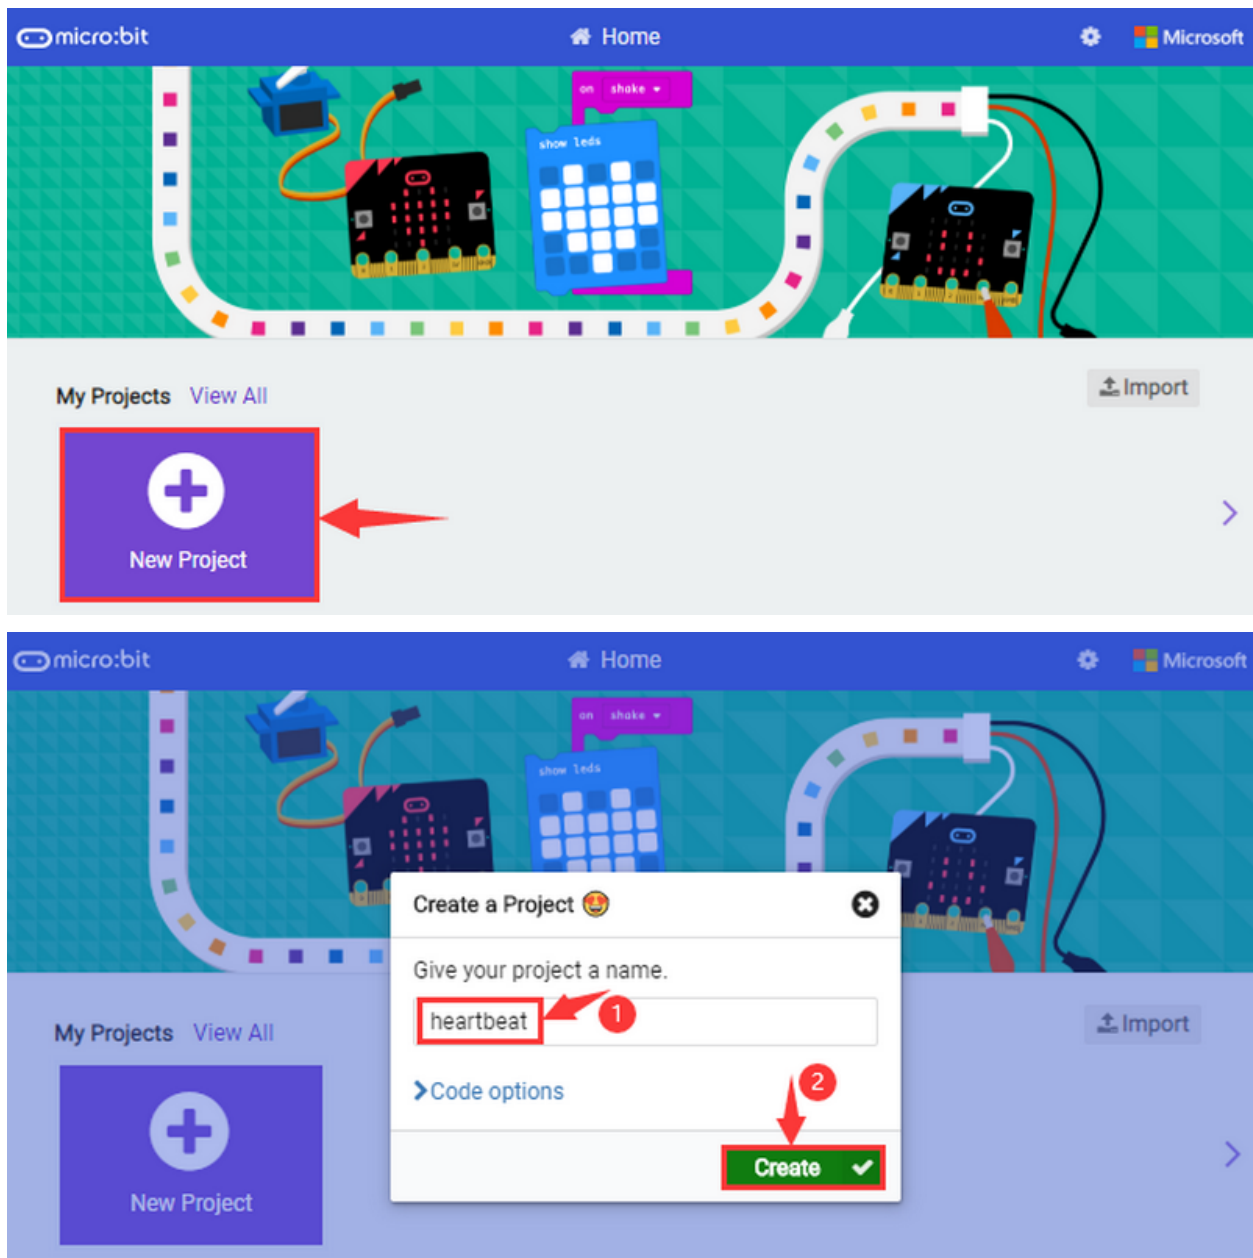 micro:bit
Home
Microsoft
on shake
show leds
My Projects View All
Import
New Project
micro:bit
Home
Microsoft
on shake
show leds
Create a Project
Give your project a name.
heartbeat
1
My Projects View All
Import
Code options
2
Create
New Project